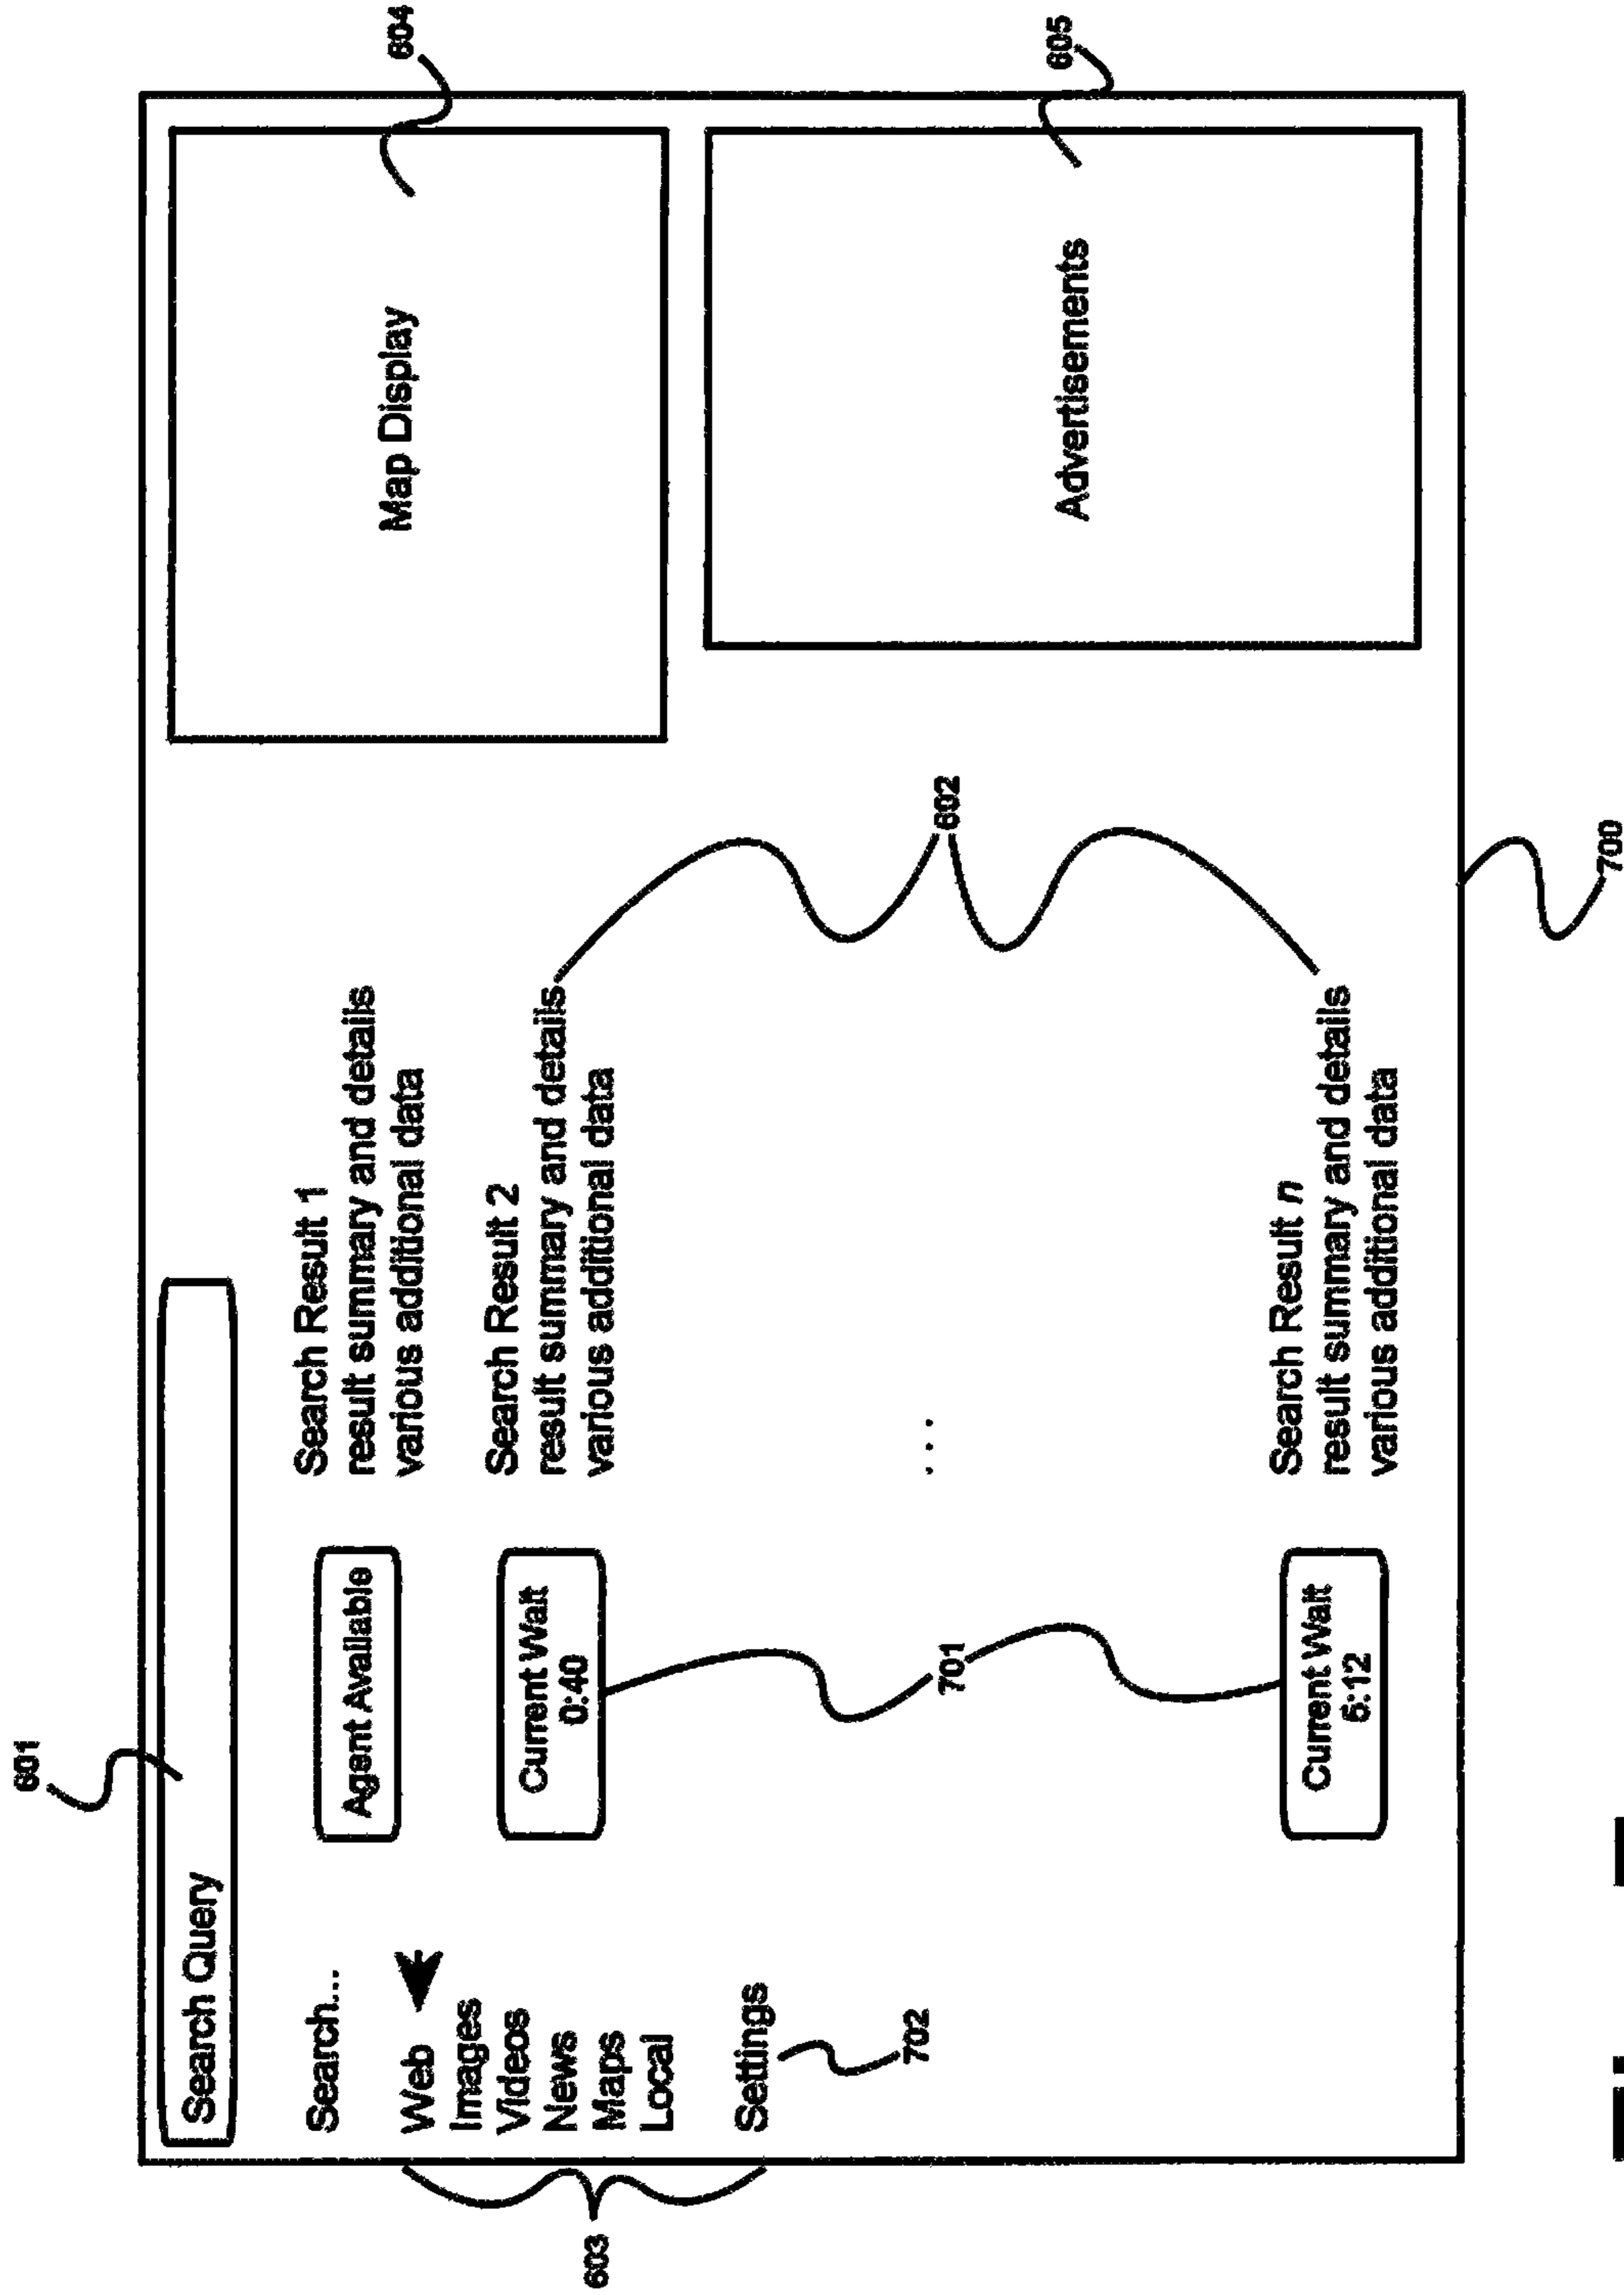 601
604
Search Query
Map Display
Search...
Web
Images
Videos
News
Maps
Local
Settings
702
603
Agent Available
Search Result 1
result summary and details
various additional data
Current Wait
0:40
Search Result 2
result summary and details
various additional data
701
...
602
Current Wait
5:12
Search Result n
result summary and details
various additional data
Advertisements
605
700